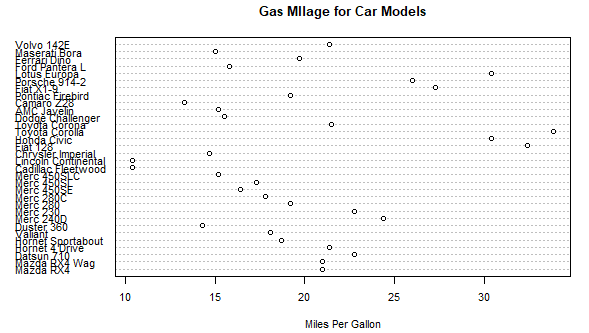 Gas MIlage for Car Models
Volvo 142E
Maserati Bora
Ferrari Dino
Ford Pantera L
Lotus Europa
Porsche 914-2
Fiat X1-9
Pontiac Firebird
Camaro Z28
AMC Javelin
Dodge Challenger
Toyota Corona
Toyota Corolla
Honda Civic
Fiat 128
Chrysler Imperial
Lincoln Continental
Cadillac Fleetwood
Merc 450SLC
Merc 450SL
Merc 450SE
Merc 280C
Merc 280
Merc 230
Merc 240D
Duster 360
Valiant
Hornet Sportabout
Hornet 4 Drive
Datsun 710
Mazda RX4 Wag
Mazda RX4
10 15 20 25 30
Miles Per Gallon